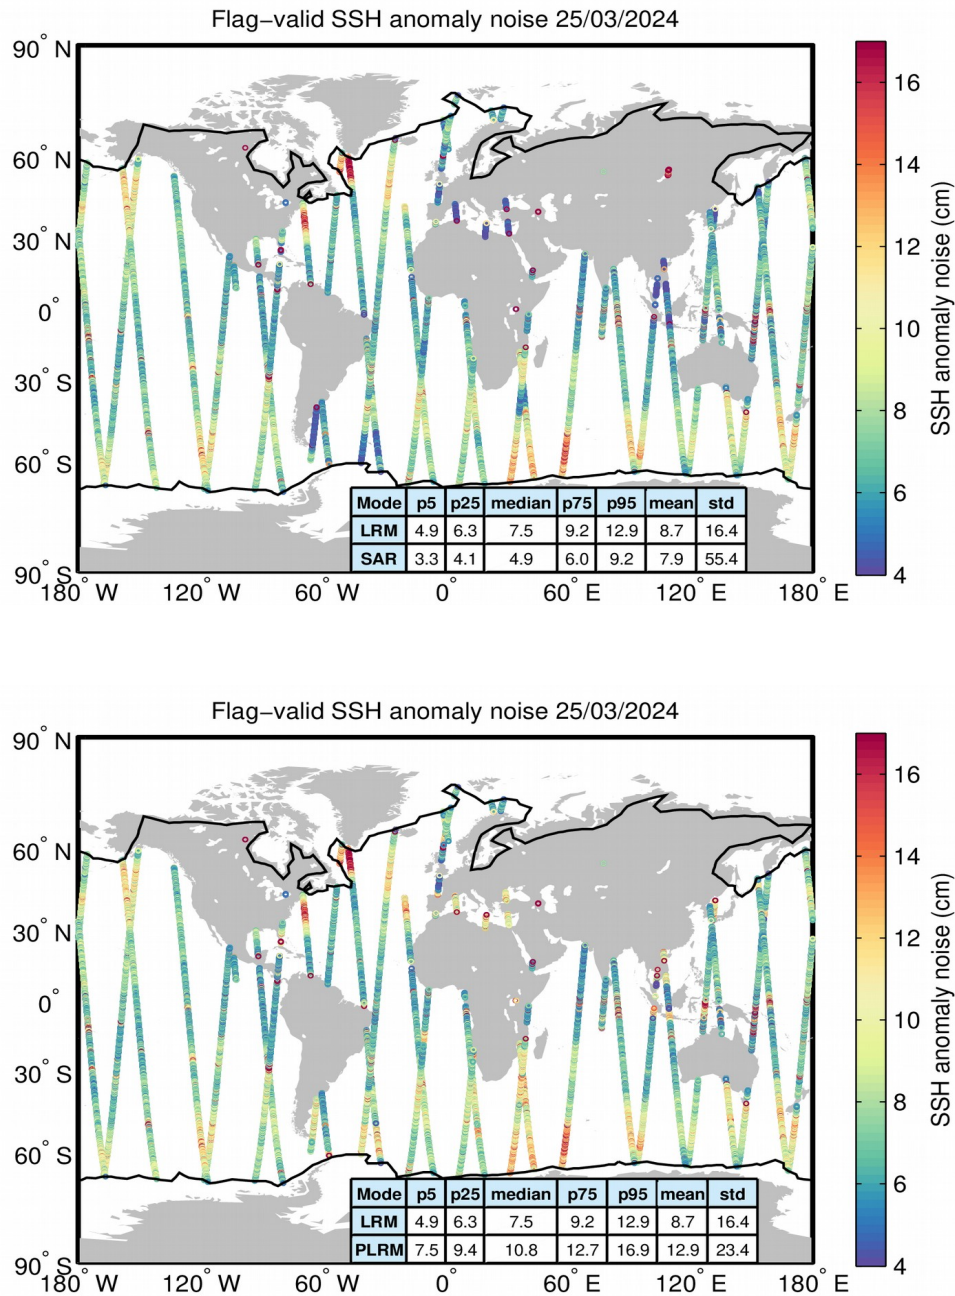 Flag−valid SSH anomaly noise 25/03/2024
90° N
60° N
30° N
0°
30° S
60° S
90° S
180° W 120° W 60° W 0° 60° E 120° E 180° E
16
14
12
10
8
6
4
SSH anomaly noise (cm)
Mode p5 p25 median p75 p95 mean std
LRM 4.9 6.3 7.5 9.2 12.9 8.7 16.4
SAR 3.3 4.1 4.9 6.0 9.2 7.9 55.4
Flag−valid SSH anomaly noise 25/03/2024
90° N
60° N
30° N
0°
30° S
60° S
90° S
180° W 120° W 60° W 0° 60° E 120° E 180° E
16
14
12
10
8
6
4
SSH anomaly noise (cm)
Mode p5 p25 median p75 p95 mean std
LRM 4.9 6.3 7.5 9.2 12.9 8.7 16.4
PLRM 7.5 9.4 10.8 12.7 16.9 12.9 23.4